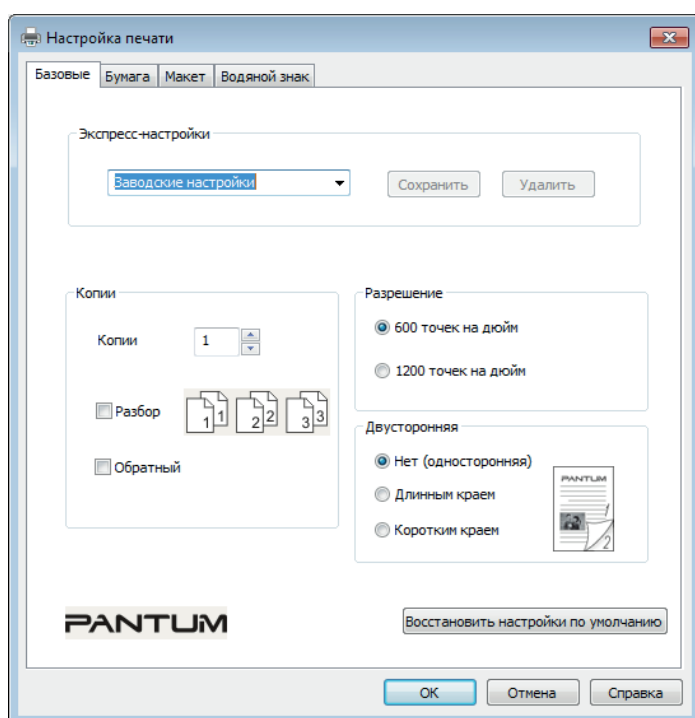 Настройка печати
Базовые Бумага Макет Водяной знак
Экспресс-настройки
Заводские настройки Сохранить Удалить
Копии
Копии 1
Разбор 1 1 2 2 3 3
Обратный
Разрешение
600 точек на дюйм
1200 точек на дюйм
Двусторонняя
Нет (односторонняя)
Длинным краем
Коротким краем
PANTUM
1
2
PANTUM
Восстановить настройки по умолчанию
OK Отмена Справка